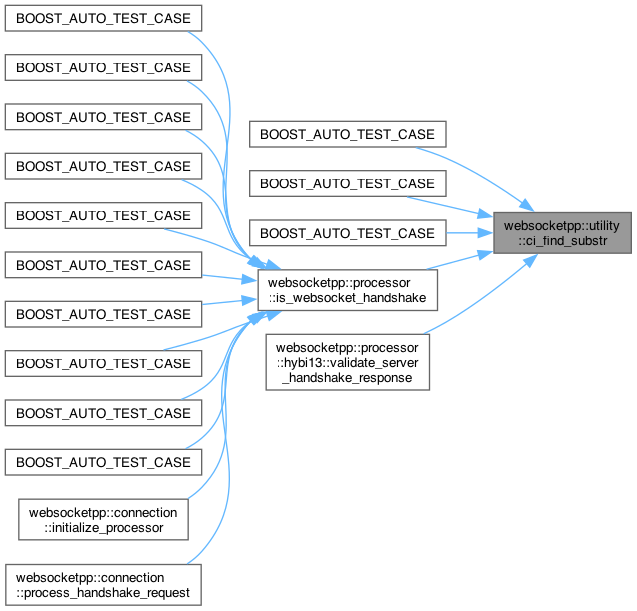 BOOST_AUTO_TEST_CASE
BOOST_AUTO_TEST_CASE
BOOST_AUTO_TEST_CASE
BOOST_AUTO_TEST_CASE
BOOST_AUTO_TEST_CASE
BOOST_AUTO_TEST_CASE
BOOST_AUTO_TEST_CASE
BOOST_AUTO_TEST_CASE
BOOST_AUTO_TEST_CASE
BOOST_AUTO_TEST_CASE
websocketpp::connection
::initialize_processor
websocketpp::connection
::process_handshake_request
BOOST_AUTO_TEST_CASE
BOOST_AUTO_TEST_CASE
BOOST_AUTO_TEST_CASE
websocketpp::processor
::is_websocket_handshake
websocketpp::processor
::hybi13::validate_server
_handshake_response
websocketpp::utility
::ci_find_substr